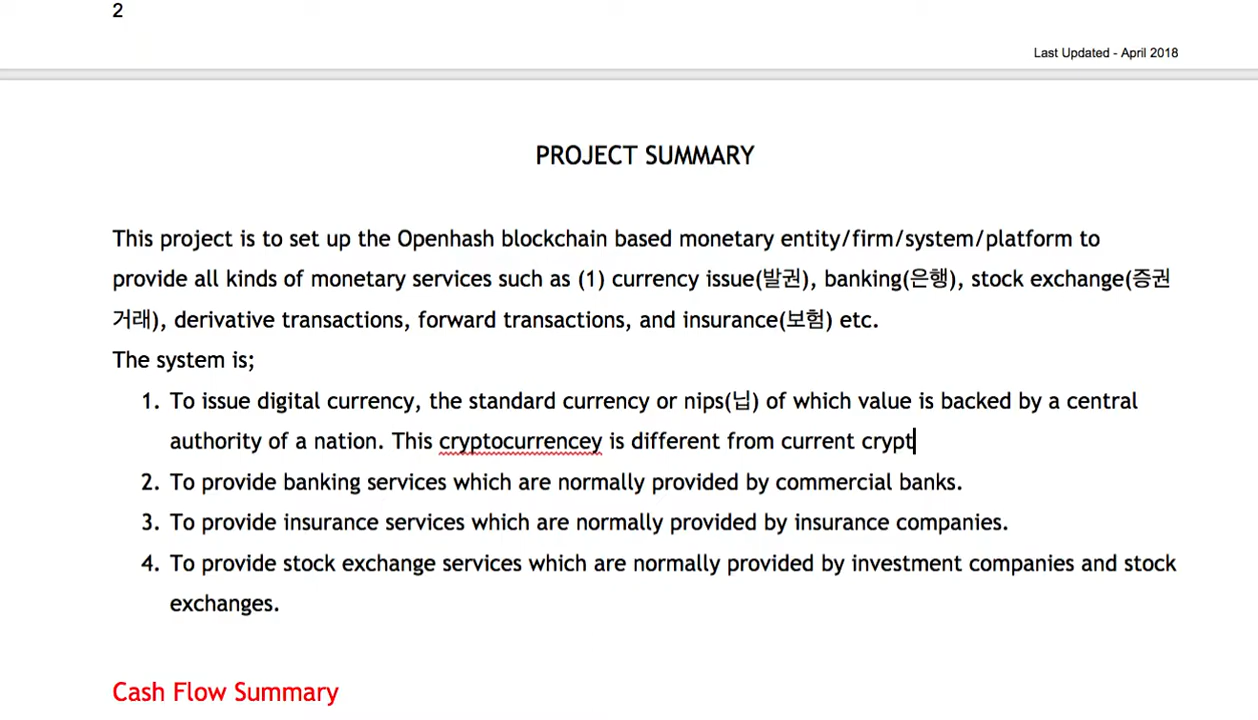 2
Last Updated - April 2018
PROJECT SUMMARY
This project is to set up the Openhash blockchain based monetary entity/firm/system/platform to
provide all kinds of monetary services such as (1) currency issue(발권), banking(은행), stock exchange(증권
거래), derivative transactions, forward transactions, and insurance(보험) etc.
The system is;
1. To issue digital currency, the standard currency or nips(닙) of which value is backed by a central
authority of a nation. This cryptocurrencey is different from current crypt
2. To provide banking services which are normally provided by commercial banks.
3. To provide insurance services which are normally provided by insurance companies.
4. To provide stock exchange services which are normally provided by investment companies and stock
exchanges.
Cash Flow Summary